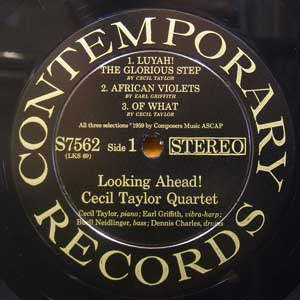 CONTEMPORARY
1. LUYAH!
THE GLORIOUS STEP
BY CECIL TAYLOR
2. AFRICAN VIOLETS
BY EARL GRIFFITH
3. OF WHAT
BY CECIL TAYLOR
All three selections ℗1959 by Composers Music ASCAP
S7562 Side 1 STEREO
(LKS 69)
Looking Ahead!
Cecil Taylor Quartet
Cecil Taylor, piano; Earl Griffith, vibra-harp;
Buell Neidlinger, bass; Dennis Charles, drums
RECORDS